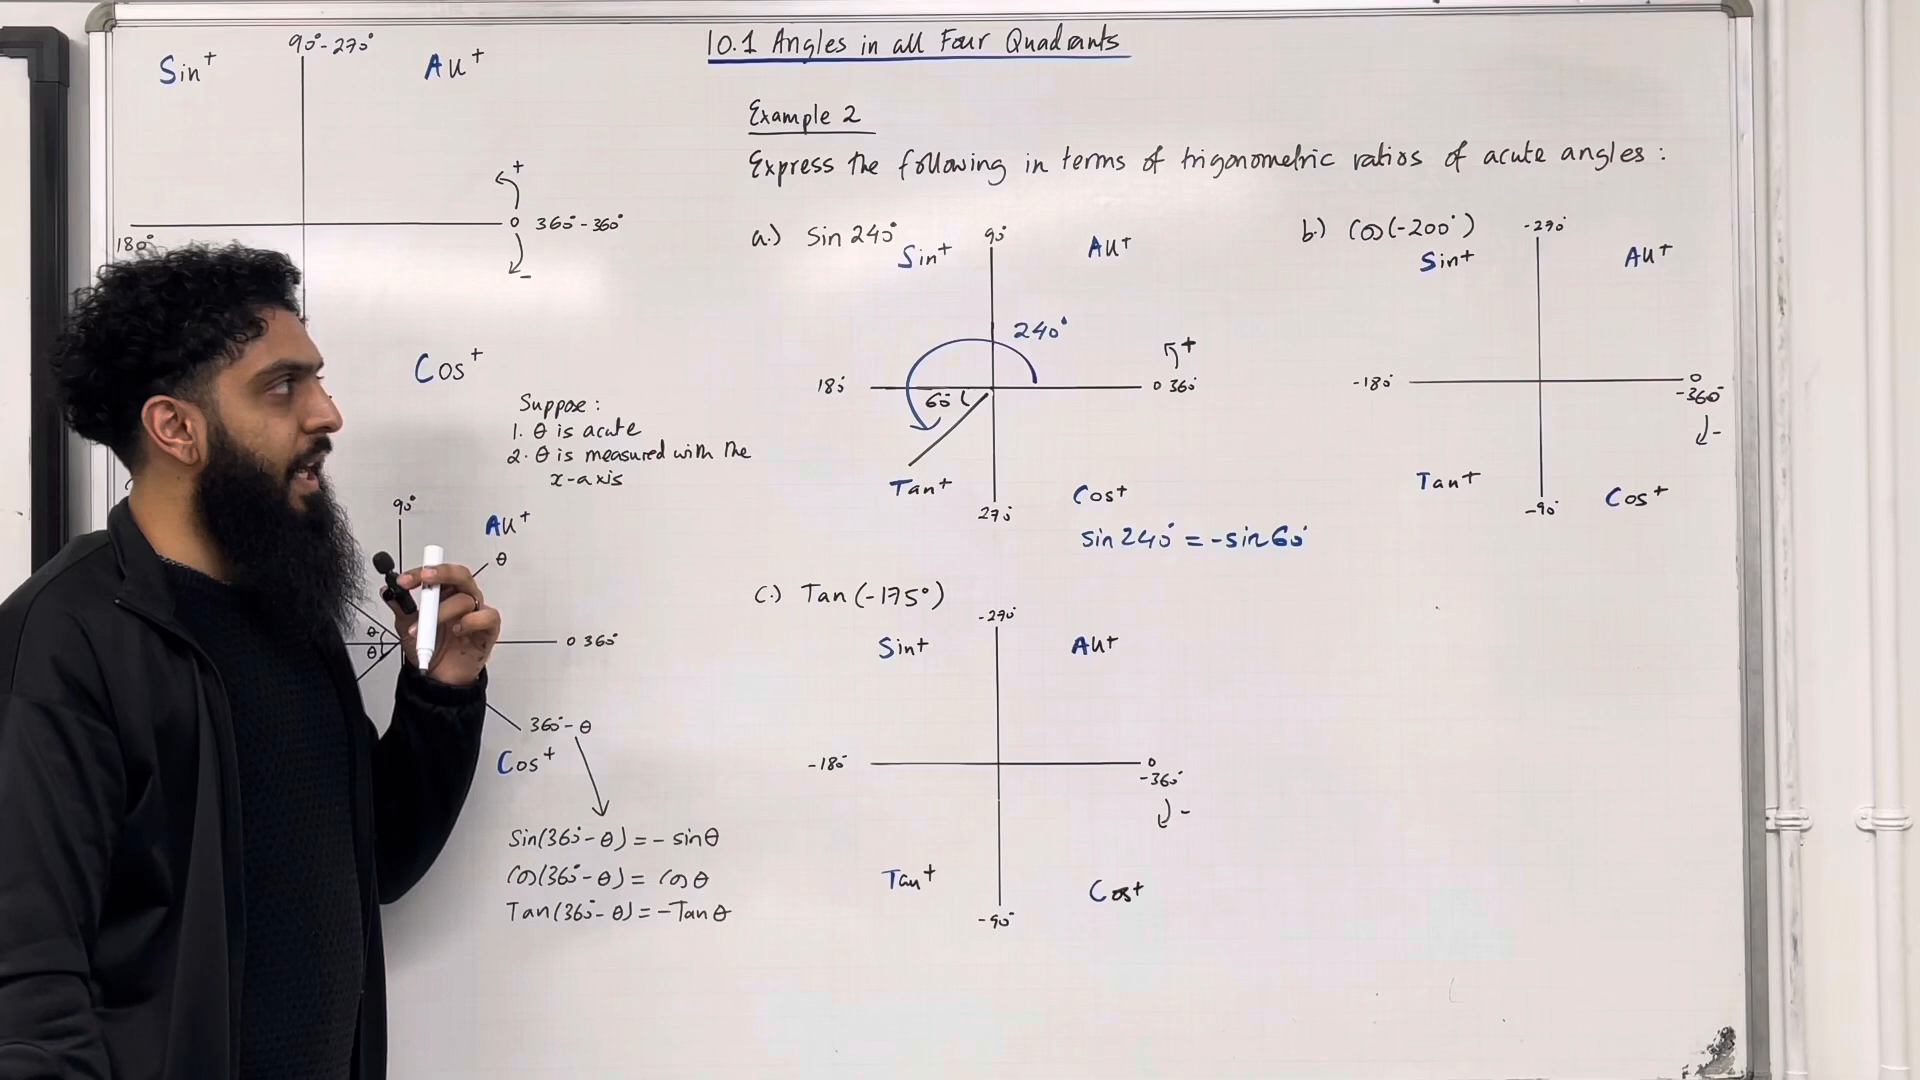 10.1 Angles in all Four Quadrants
90° -270°
Sin+
All+
+
0 360° -360°
-
180°
Cos+
Suppose :
1. θ is acute
2. θ is measured with the
x-axis
90°
All+
θ
θ
θ
0 360°
360°-θ
Cos+
Sin(360°-θ) = - sinθ
Cos(360°-θ) = cosθ
Tan(360°-θ) = -Tanθ
Example 2
Express the following in terms of trigonometric ratios of acute angles :
a.) Sin 240°
90°
Sin+
All+
240°
+
180°
0 360°
60°
Tan+
Cos+
270°
sin 240° = -sin60°
b.) Cos(-200°)
-270°
Sin+
All+
-180°
0
-360°
-
Tan+
Cos+
-90°
c.) Tan(-175°)
-270°
Sin+
All+
-180°
0
-360°
-
Tan+
Cos+
-90°